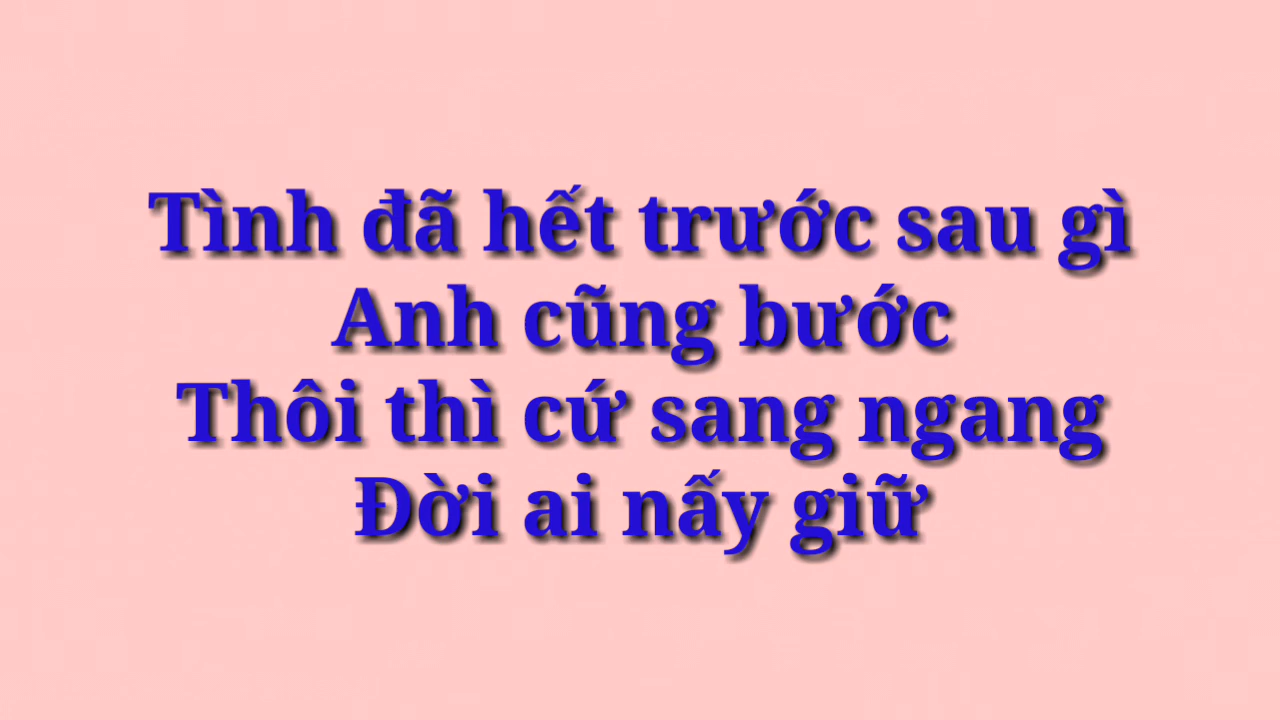 Tình đã hết trước sau gì
Anh cũng bước
Thôi thì cứ sang ngang
Đời ai nấy giữ